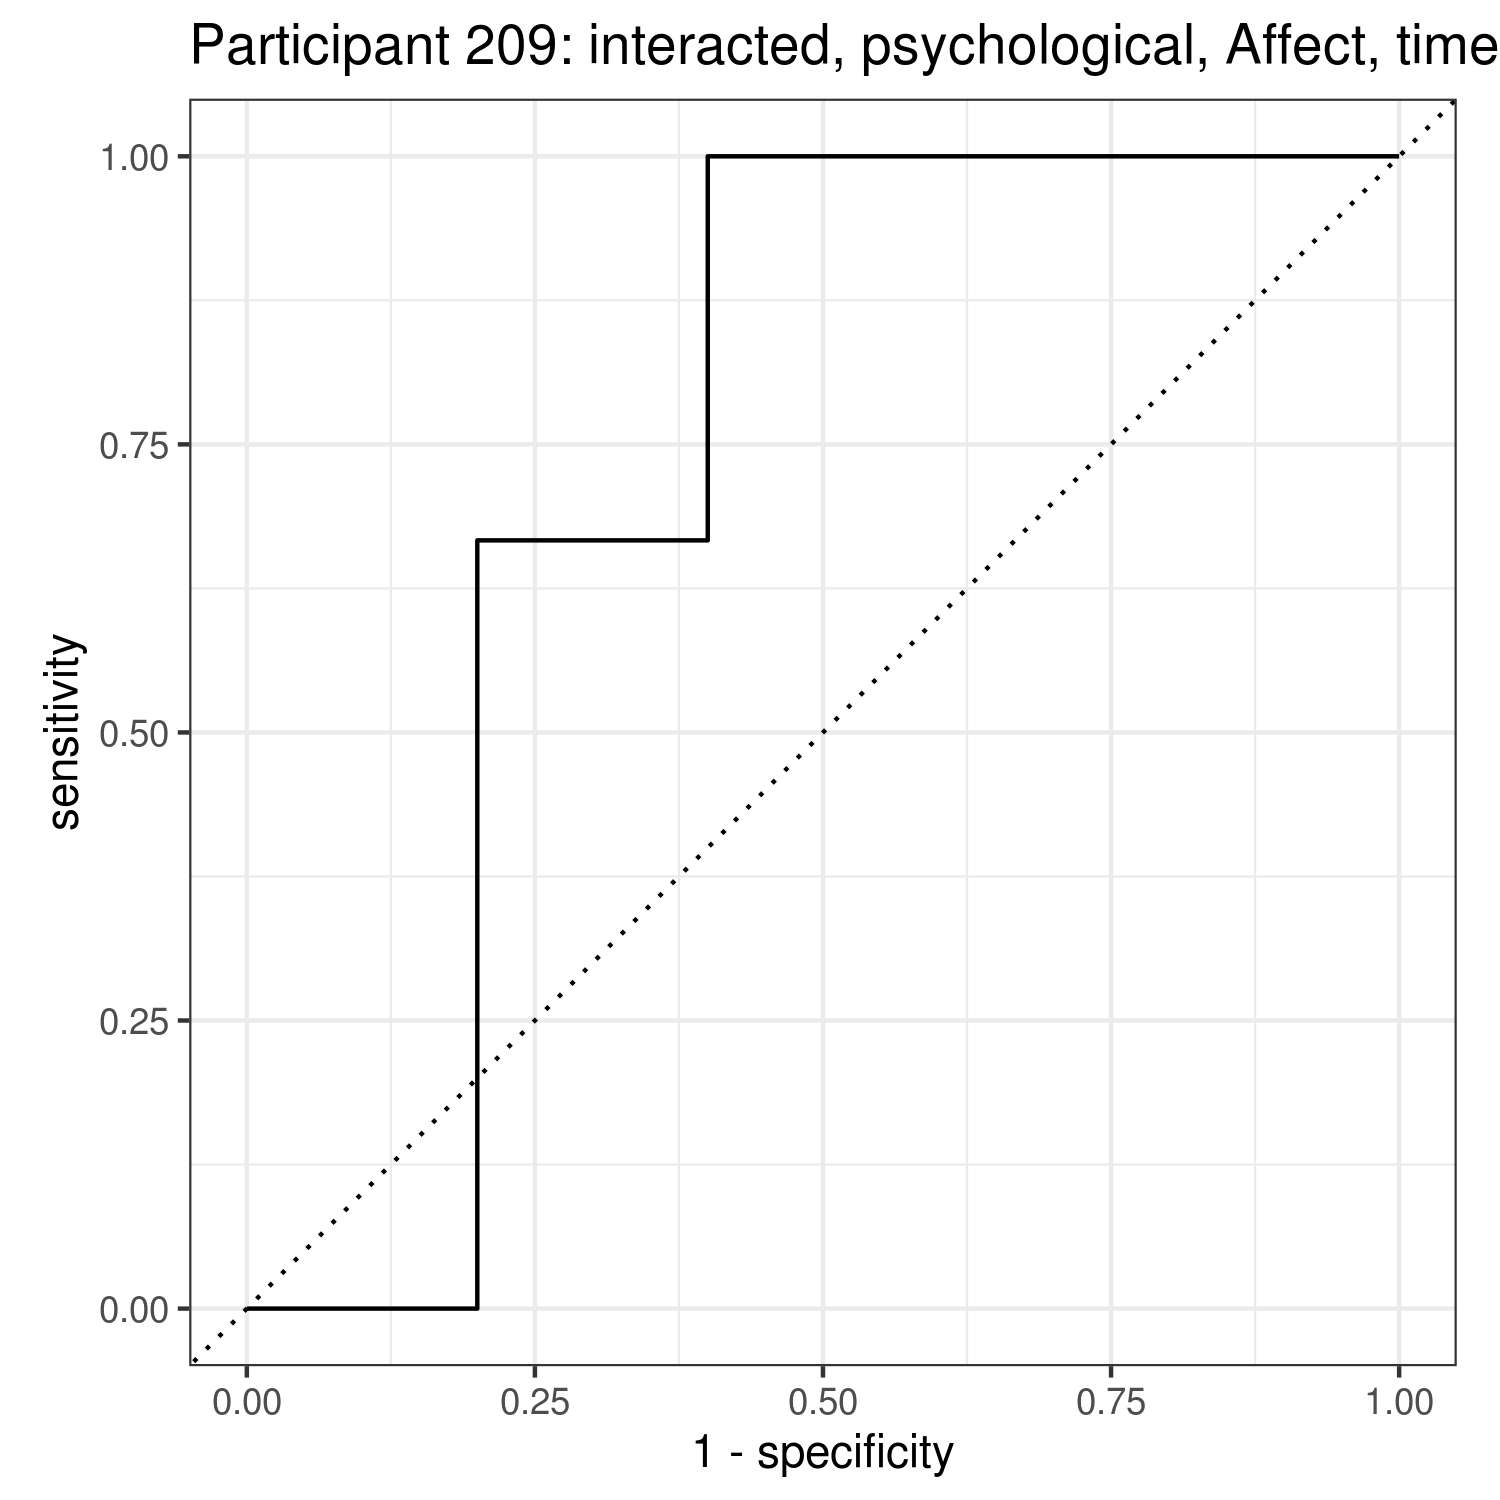 Participant 209: interacted, psychological, Affect, time
1.00
0.75
0.50
0.25
0.00
sensitivity
0.00 0.25 0.50 0.75 1.00
1 - specificity